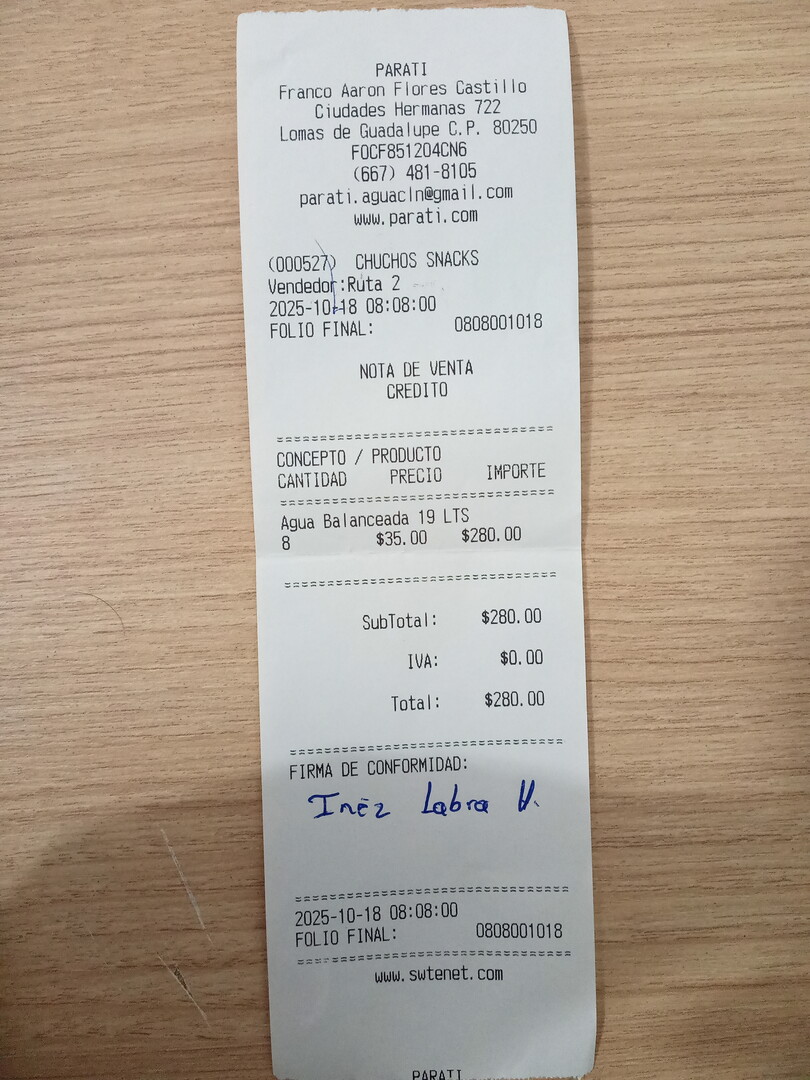 PARATI
Franco Aaron Flores Castillo
Ciudades Hermanas 722
Lomas de Guadalupe C.P. 80250
FOCF851204CN6
(667) 481-8105
parati.aguacln@gmail.com
www.parati.com
(000527) CHUCHOS SNACKS
Vendedor:Ruta 2
2025-10-18 08:08:00
FOLIO FINAL: 0808001018
NOTA DE VENTA
CREDITO
==============================
CONCEPTO / PRODUCTO
CANTIDAD PRECIO IMPORTE
==============================
Agua Balanceada 19 LTS
8 $35.00 $280.00
==============================
SubTotal: $280.00
IVA: $0.00
Total: $280.00
==============================
FIRMA DE CONFORMIDAD:
Inéz Labra V.
==============================
2025-10-18 08:08:00
FOLIO FINAL: 0808001018
==============================
www.swtenet.com
PARATI